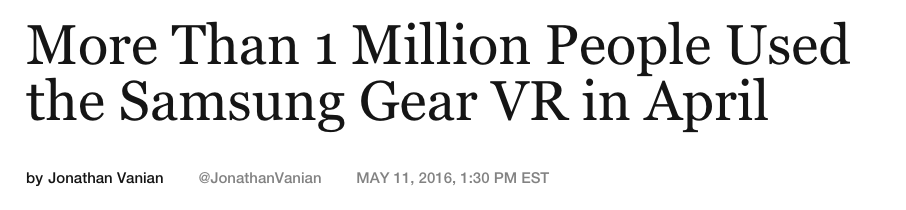 More Than 1 Million People Used
the Samsung Gear VR in April
by Jonathan Vanian @JonathanVanian MAY 11, 2016, 1:30 PM EST